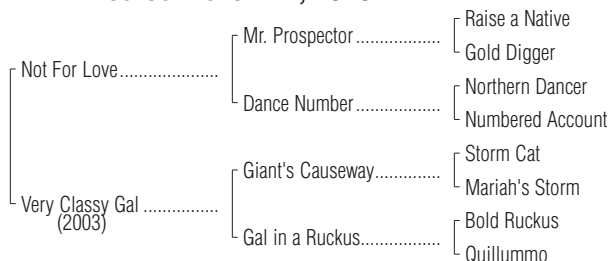 Raise a Native
Mr. Prospector....................
Gold Digger
Not For Love.......................
Northern Dancer
Dance Number....................
Numbered Account
Storm Cat
Giant's Causeway...............
Mariah's Storm
Very Classy Gal..................
(2003)
Bold Ruckus
Gal in a Ruckus...................
Quillummo